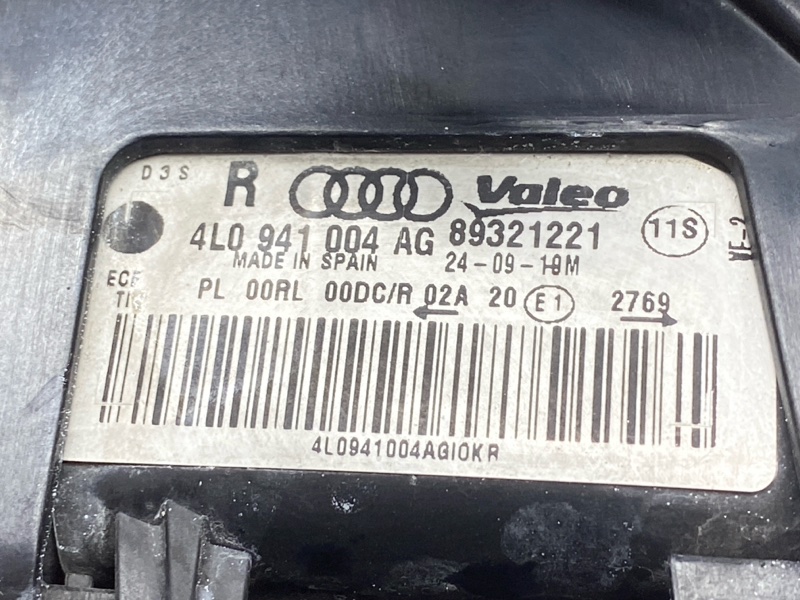 D3S R Valeo
4L0 941 004 AG 89321221 11S
MADE IN SPAIN 24-09-10M
ECE PL 00RL 00DC/R 02A 20 E1 2769
4L0941004AGIOKR